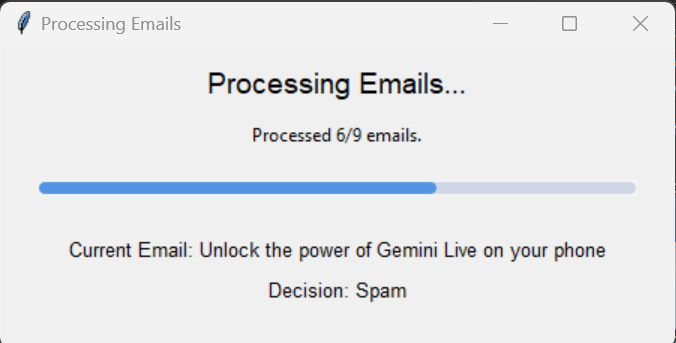 Processing Emails
Processing Emails...
Processed 6/9 emails.
Current Email: Unlock the power of Gemini Live on your phone
Decision: Spam